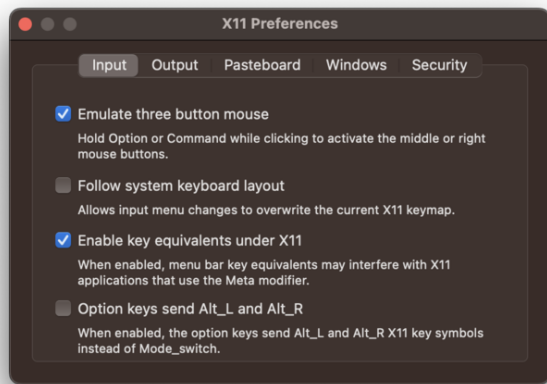 X11 Preferences
Input Output Pasteboard Windows Security
Emulate three button mouse
Hold Option or Command while clicking to activate the middle or right
mouse buttons.
Follow system keyboard layout
Allows input menu changes to overwrite the current X11 keymap.
Enable key equivalents under X11
When enabled, menu bar key equivalents may interfere with X11
applications that use the Meta modifier.
Option keys send Alt_L and Alt_R
When enabled, the option keys send Alt_L and Alt_R X11 key symbols
instead of Mode_switch.